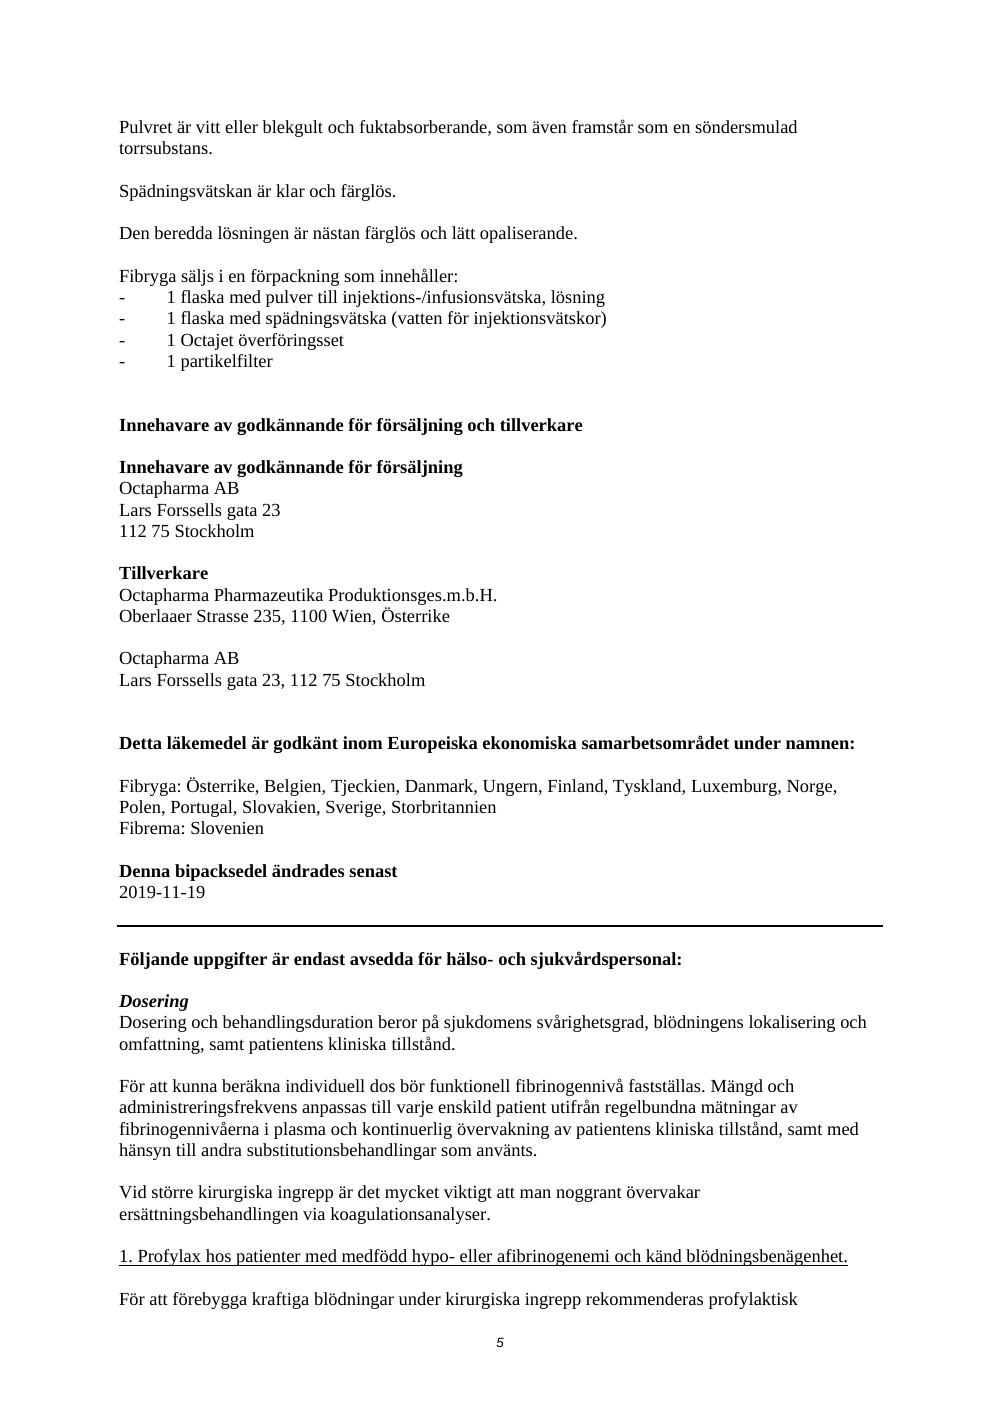 Pulvret är vitt eller blekgult och fuktabsorberande, som även framstår som en söndersmulad
torrsubstans.
Spädningsvätskan är klar och färglös.
Den beredda lösningen är nästan färglös och lätt opaliserande.
Fibryga säljs i en förpackning som innehåller:
- 1 flaska med pulver till injektions-/infusionsvätska, lösning
- 1 flaska med spädningsvätska (vatten för injektionsvätskor)
- 1 Octajet överföringsset
- 1 partikelfilter
Innehavare av godkännande för försäljning och tillverkare
Innehavare av godkännande för försäljning
Octapharma AB
Lars Forssells gata 23
112 75 Stockholm
Tillverkare
Octapharma Pharmazeutika Produktionsges.m.b.H.
Oberlaaer Strasse 235, 1100 Wien, Österrike
Octapharma AB
Lars Forssells gata 23, 112 75 Stockholm
Detta läkemedel är godkänt inom Europeiska ekonomiska samarbetsområdet under namnen:
Fibryga: Österrike, Belgien, Tjeckien, Danmark, Ungern, Finland, Tyskland, Luxemburg, Norge,
Polen, Portugal, Slovakien, Sverige, Storbritannien
Fibrema: Slovenien
Denna bipacksedel ändrades senast
2019-11-19
Följande uppgifter är endast avsedda för hälso- och sjukvårdspersonal:
Dosering
Dosering och behandlingsduration beror på sjukdomens svårighetsgrad, blödningens lokalisering och
omfattning, samt patientens kliniska tillstånd.
För att kunna beräkna individuell dos bör funktionell fibrinogennivå fastställas. Mängd och
administreringsfrekvens anpassas till varje enskild patient utifrån regelbundna mätningar av
fibrinogennivåerna i plasma och kontinuerlig övervakning av patientens kliniska tillstånd, samt med
hänsyn till andra substitutionsbehandlingar som använts.
Vid större kirurgiska ingrepp är det mycket viktigt att man noggrant övervakar
ersättningsbehandlingen via koagulationsanalyser.
1. Profylax hos patienter med medfödd hypo- eller afibrinogenemi och känd blödningsbenägenhet.
För att förebygga kraftiga blödningar under kirurgiska ingrepp rekommenderas profylaktisk
5